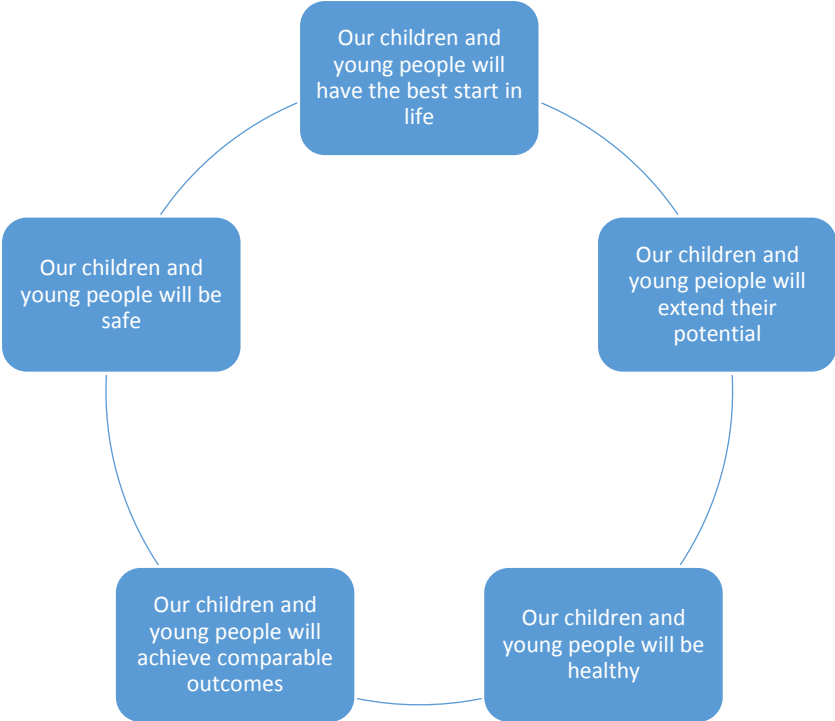 Our children and
young people will
have the best start in
life
Our children and
young peiople will
extend their
potential
Our children and
young people will be
healthy
Our children and
young people will
achieve comparable
outcomes
Our children and
young people will be
safe